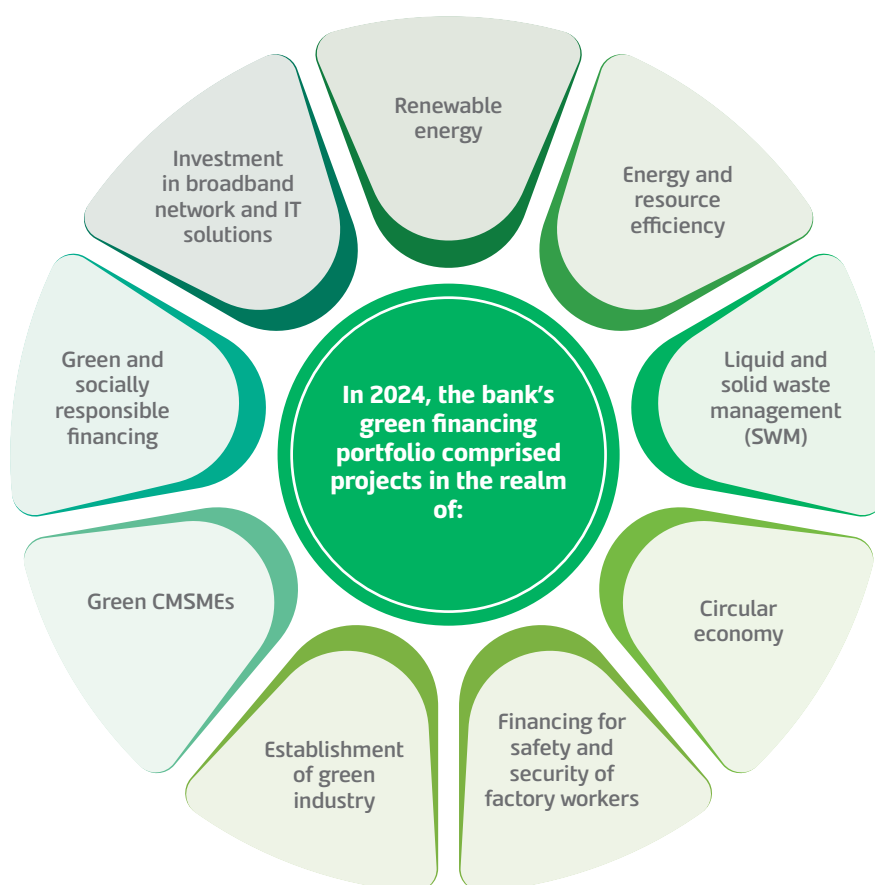 Renewable
energy
Energy and
resource
efficiency
Liquid and
solid waste
management
(SWM)
Circular
economy
Financing for
safety and
security of
factory workers
Establishment
of green
industry
Green CMSMEs
Green and
socially
responsible
financing
Investment
in broadband
network and IT
solutions
In 2024, the bank's
green financing
portfolio comprised
projects in the realm
of: